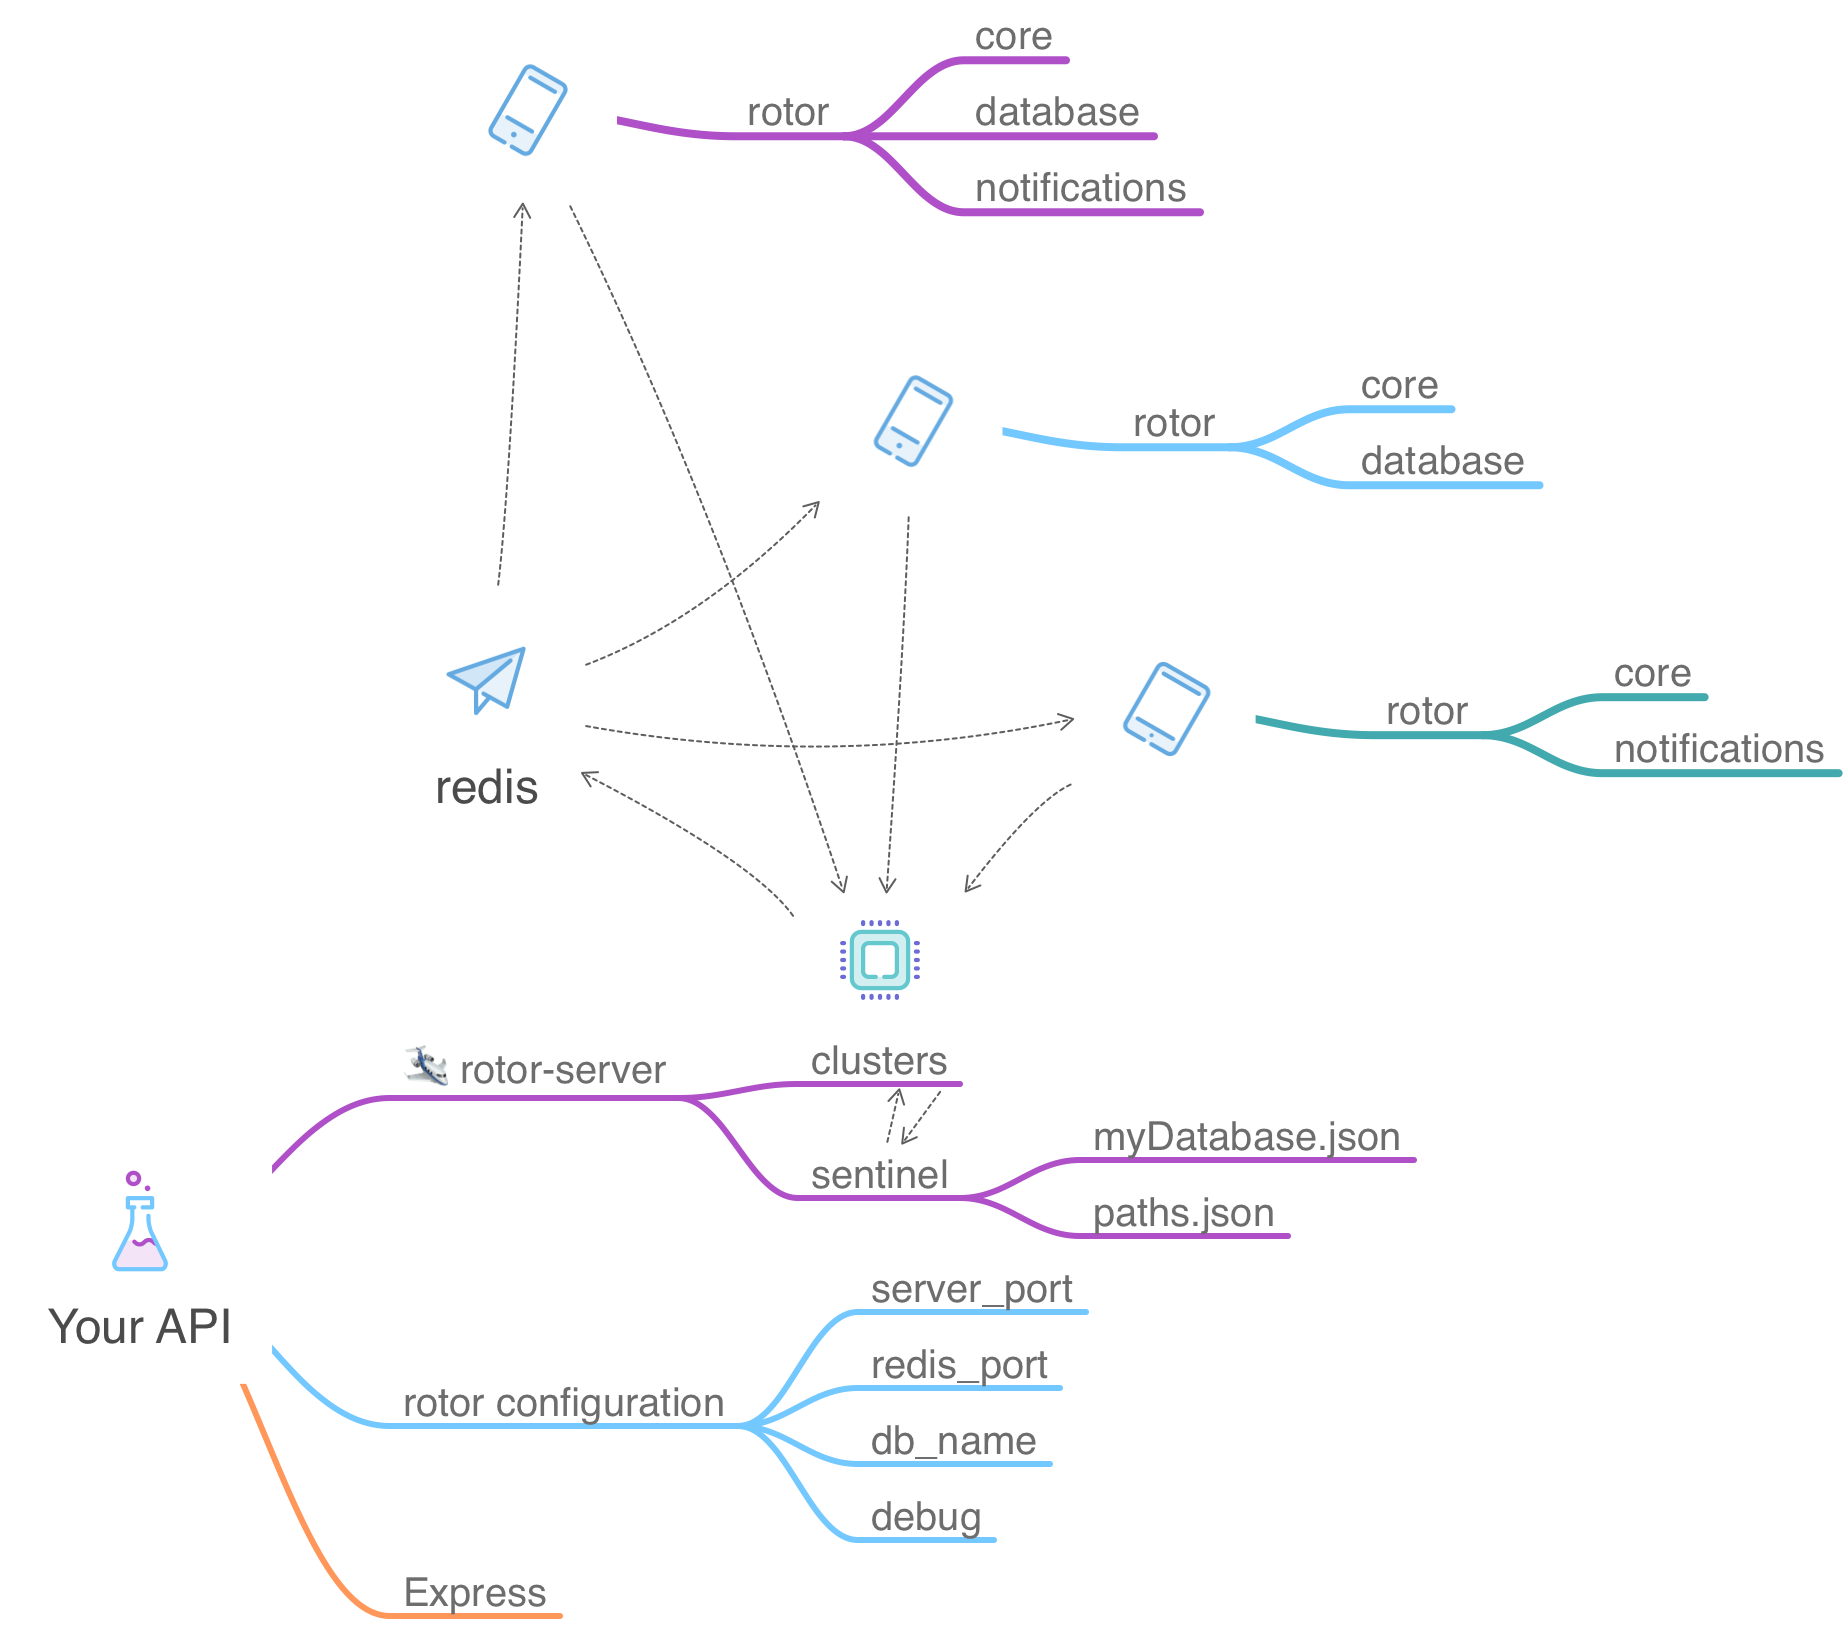 core
rotor
database
notifications
core
rotor
database
core
rotor
notifications
redis
rotor-server
clusters
sentinel
myDatabase.json
paths.json
Your API
rotor configuration
server_port
redis_port
db_name
debug
Express